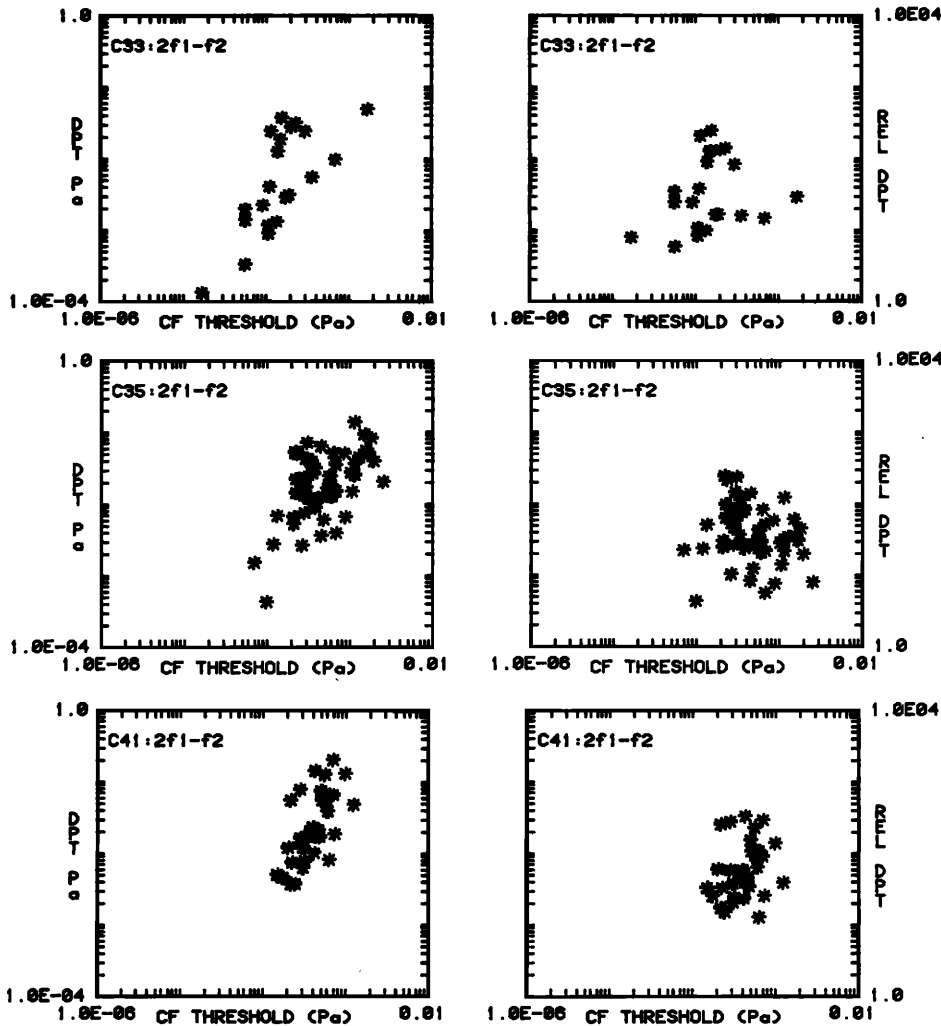 1.0
C33:2f1-f2
DPT Pa
1.0E-04
1.0E-06 CF THRESHOLD (Pa) 0.01
1.0E04
C33:2f1-f2
REL DPT
1.0
1.0E-06 CF THRESHOLD (Pa) 0.01
1.0
C35:2f1-f2
DPT Pa
1.0E-04
1.0E-06 CF THRESHOLD (Pa) 0.01
1.0E04
C35:2f1-f2
REL DPT
1.0
1.0E-06 CF THRESHOLD (Pa) 0.01
1.0
C41:2f1-f2
DPT Pa
1.0E-04
1.0E-06 CF THRESHOLD (Pa) 0.01
1.0E04
C41:2f1-f2
REL DPT
1.0
1.0E-06 CF THRESHOLD (Pa) 0.01